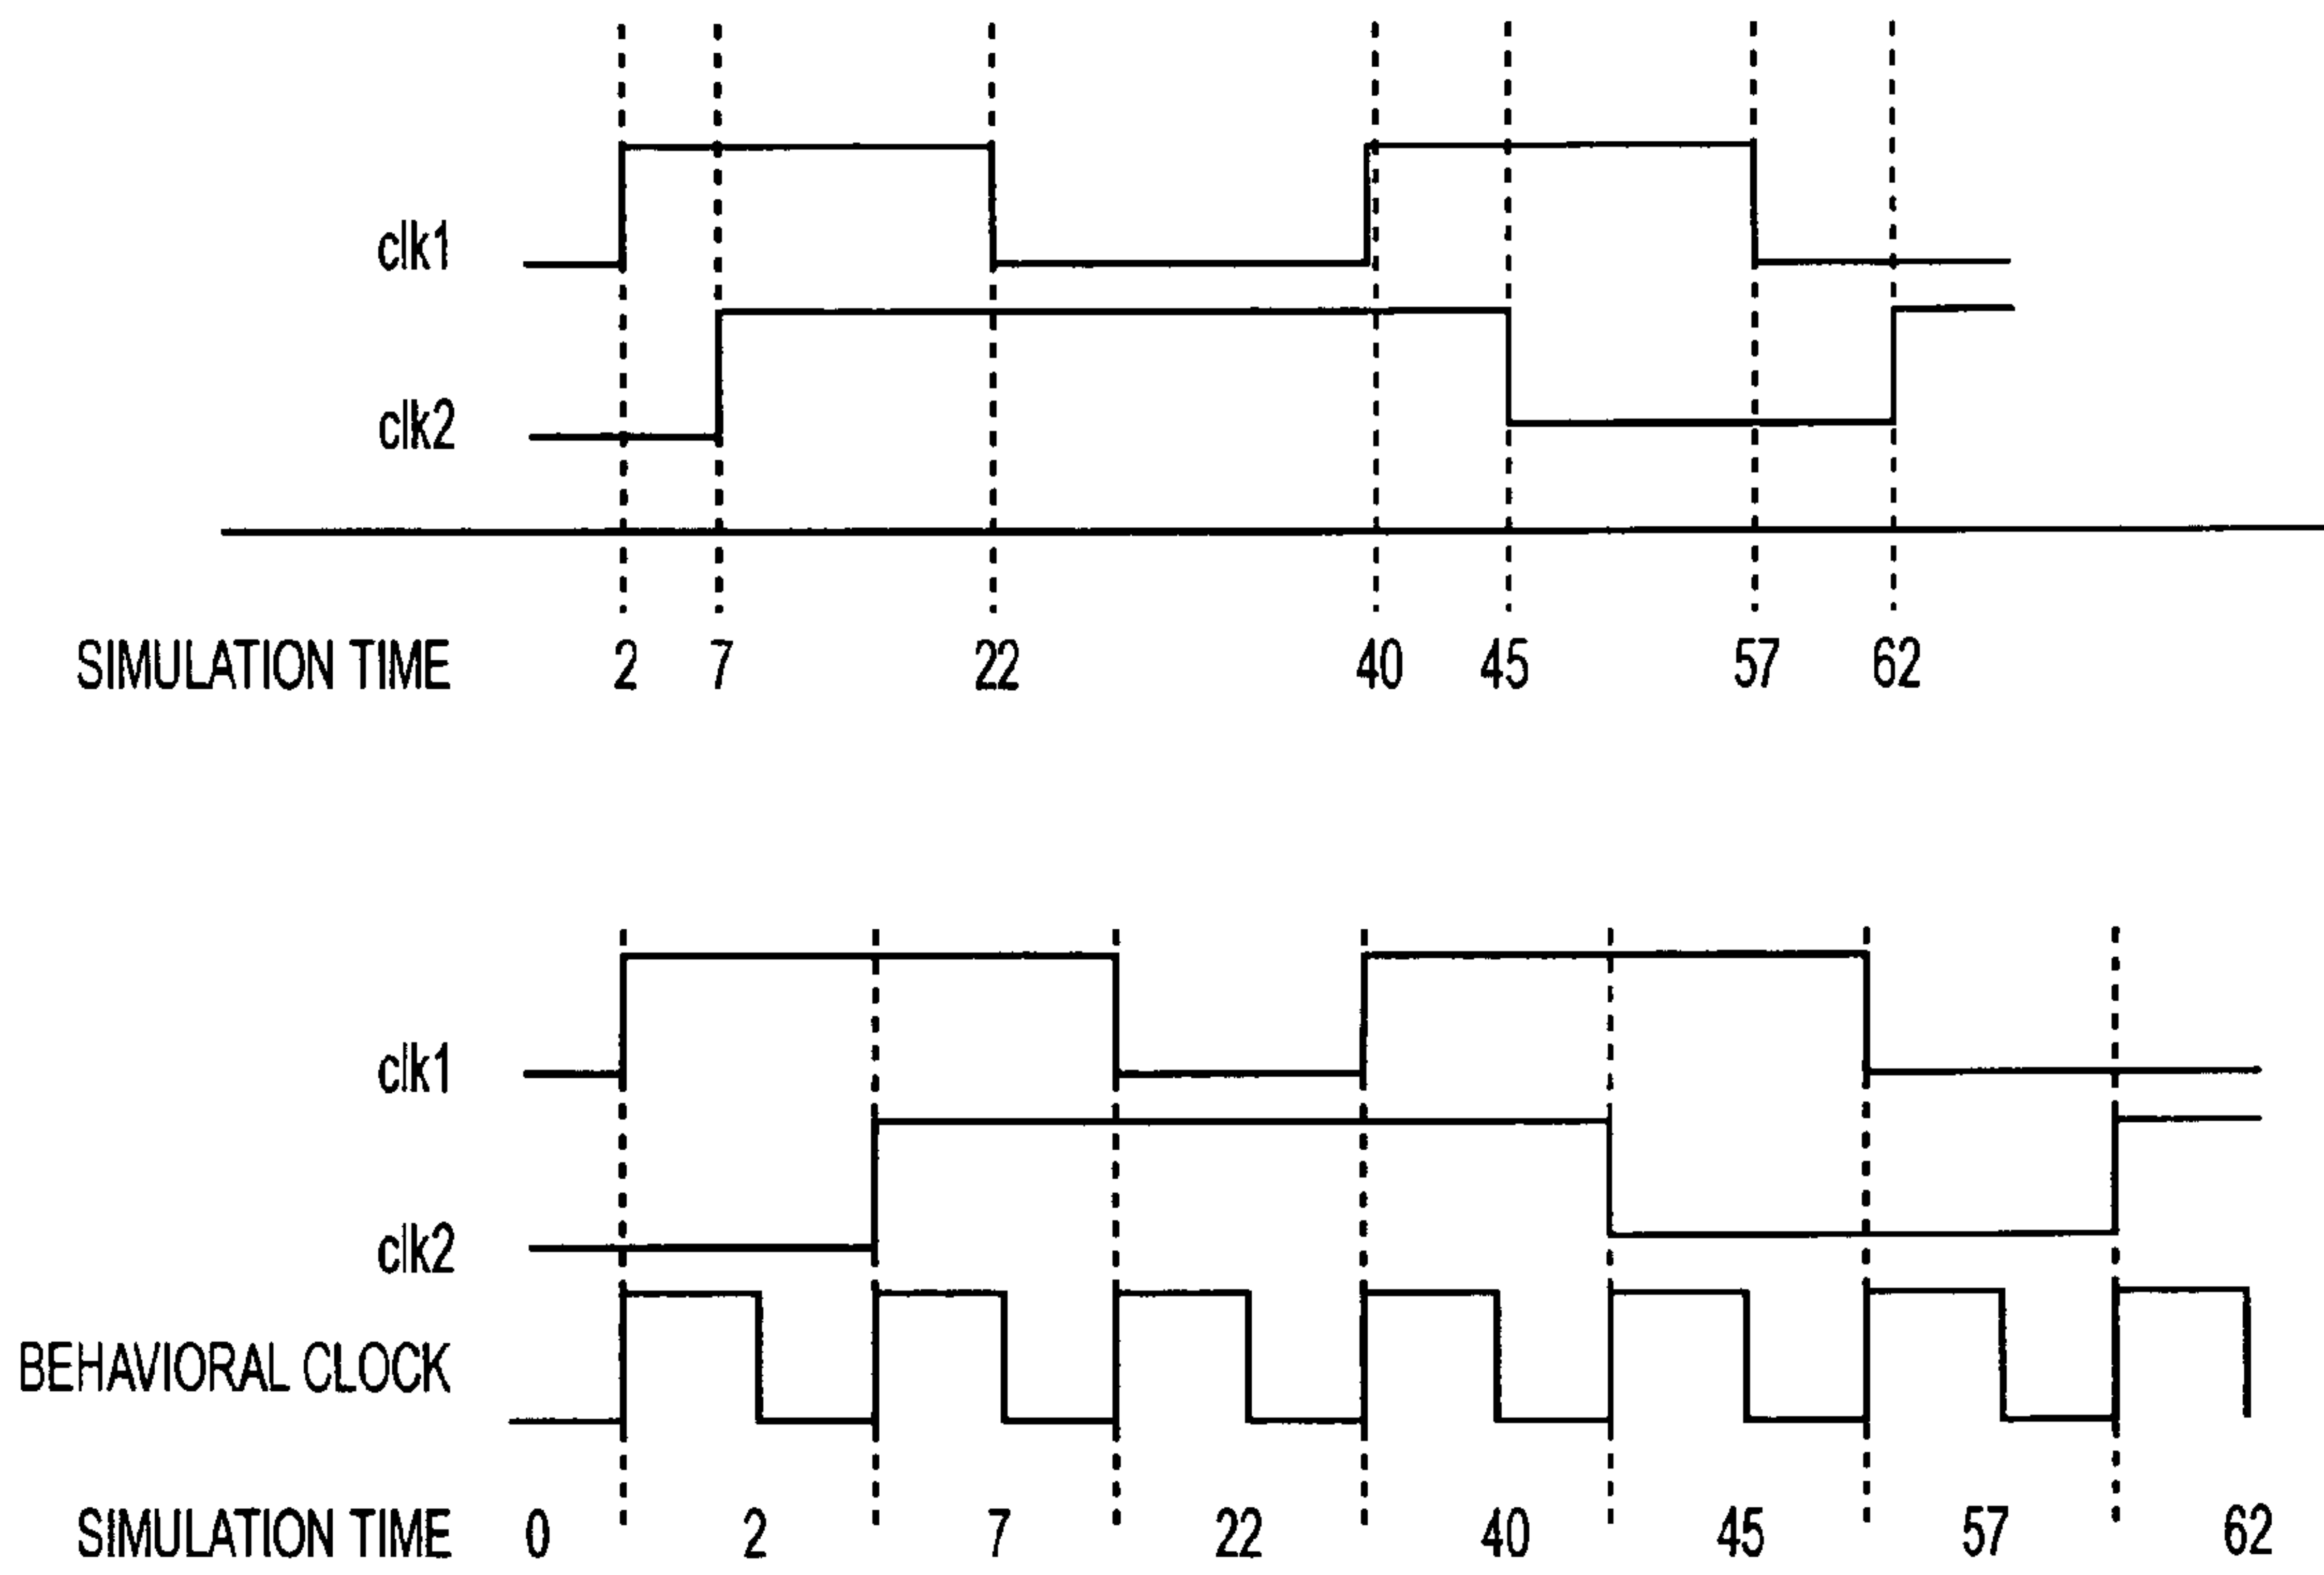 clk1
clk2
SIMULATION TIME 2 7 22 40 45 57 62
clk1
clk2
BEHAVIORAL CLOCK
SIMULATION TIME 0 2 7 22 40 45 57 62